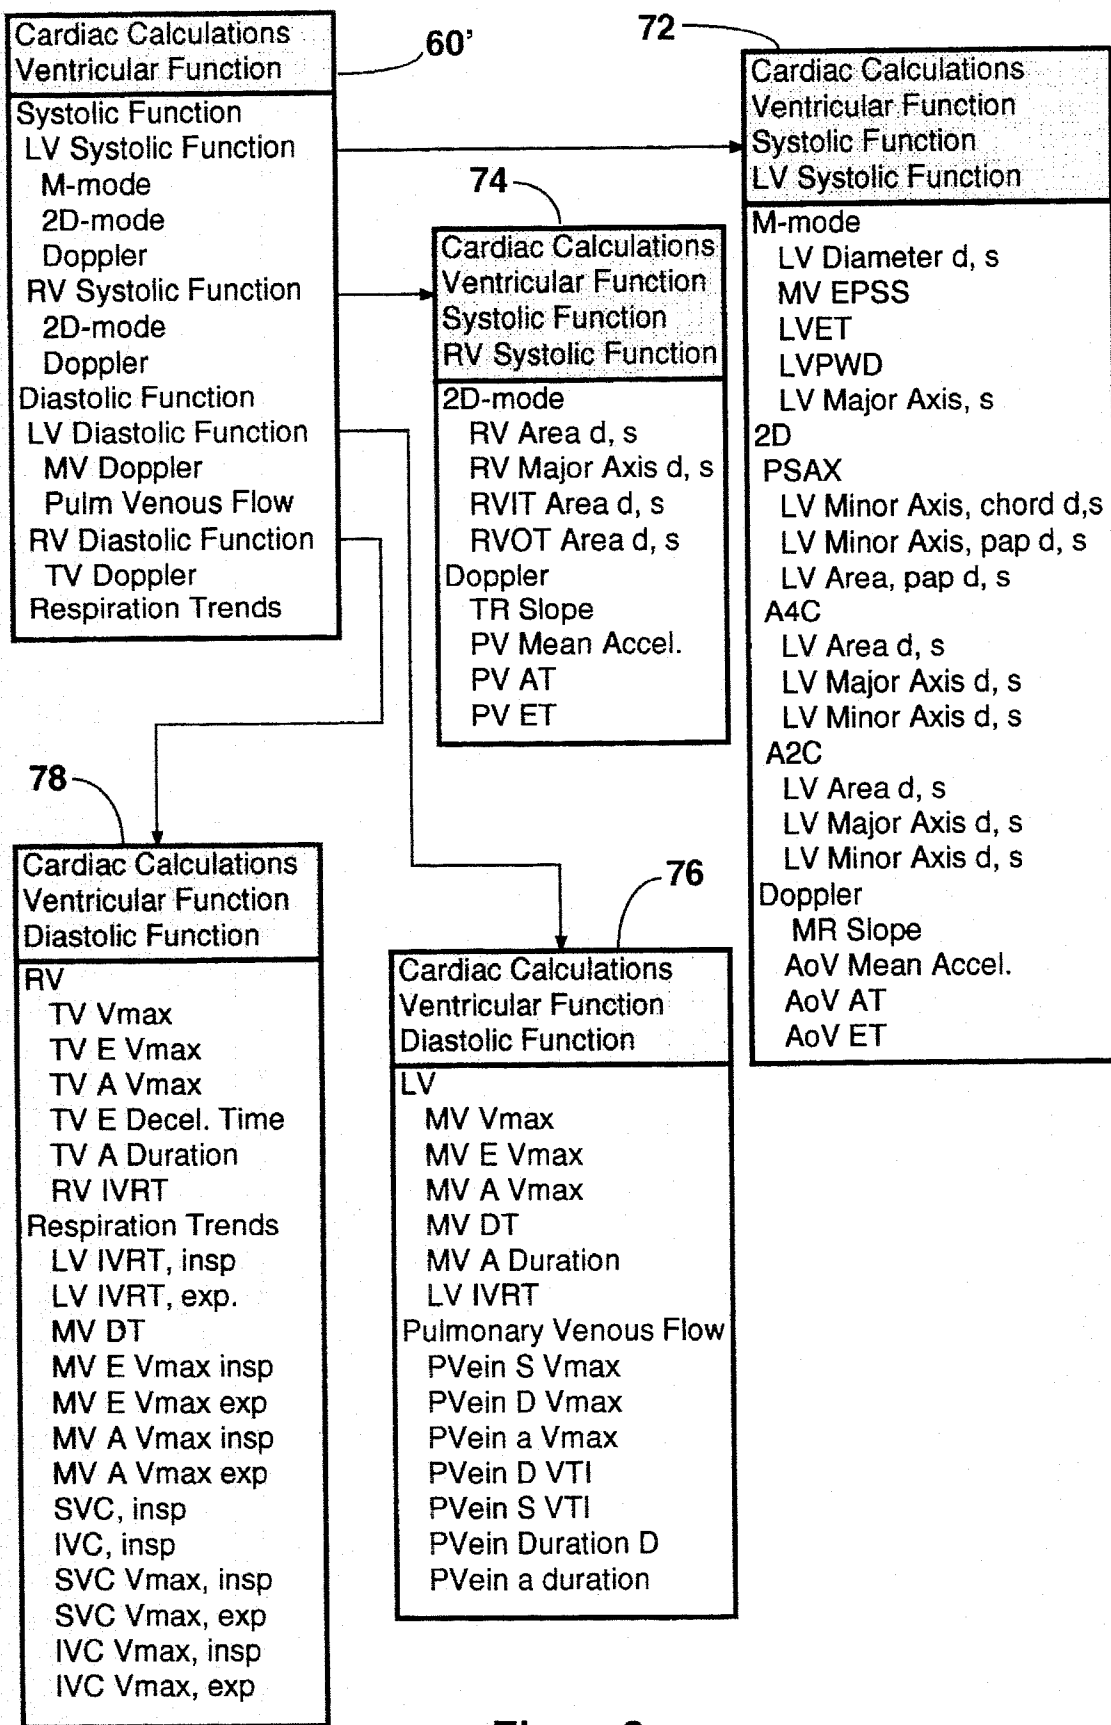 Cardiac Calculations
Ventricular Function
60'
Systolic Function
LV Systolic Function
M-mode
2D-mode
Doppler
RV Systolic Function
2D-mode
Doppler
Diastolic Function
LV Diastolic Function
MV Doppler
Pulm Venous Flow
RV Diastolic Function
TV Doppler
Respiration Trends
72
Cardiac Calculations
Ventricular Function
Systolic Function
LV Systolic Function
M-mode
LV Diameter d, s
MV EPSS
LVET
LVPWD
LV Major Axis, s
2D
PSAX
LV Minor Axis, chord d,s
LV Minor Axis, pap d, s
LV Area, pap d, s
A4C
LV Area d, s
LV Major Axis d, s
LV Minor Axis d, s
A2C
LV Area d, s
LV Major Axis d, s
LV Minor Axis d, s
Doppler
MR Slope
AoV Mean Accel.
AoV AT
AoV ET
74
Cardiac Calculations
Ventricular Function
Systolic Function
RV Systolic Function
2D-mode
RV Area d, s
RV Major Axis d, s
RVIT Area d, s
RVOT Area d, s
Doppler
TR Slope
PV Mean Accel.
PV AT
PV ET
78
Cardiac Calculations
Ventricular Function
Diastolic Function
RV
TV Vmax
TV E Vmax
TV A Vmax
TV E Decel. Time
TV A Duration
RV IVRT
Respiration Trends
LV IVRT, insp
LV IVRT, exp.
MV DT
MV E Vmax insp
MV E Vmax exp
MV A Vmax insp
MV A Vmax exp
SVC, insp
IVC, insp
SVC Vmax, insp
SVC Vmax, exp
IVC Vmax, insp
IVC Vmax, exp
76
Cardiac Calculations
Ventricular Function
Diastolic Function
LV
MV Vmax
MV E Vmax
MV A Vmax
MV DT
MV A Duration
LV IVRT
Pulmonary Venous Flow
PVein S Vmax
PVein D Vmax
PVein a Vmax
PVein D VTI
PVein S VTI
PVein Duration D
PVein a duration